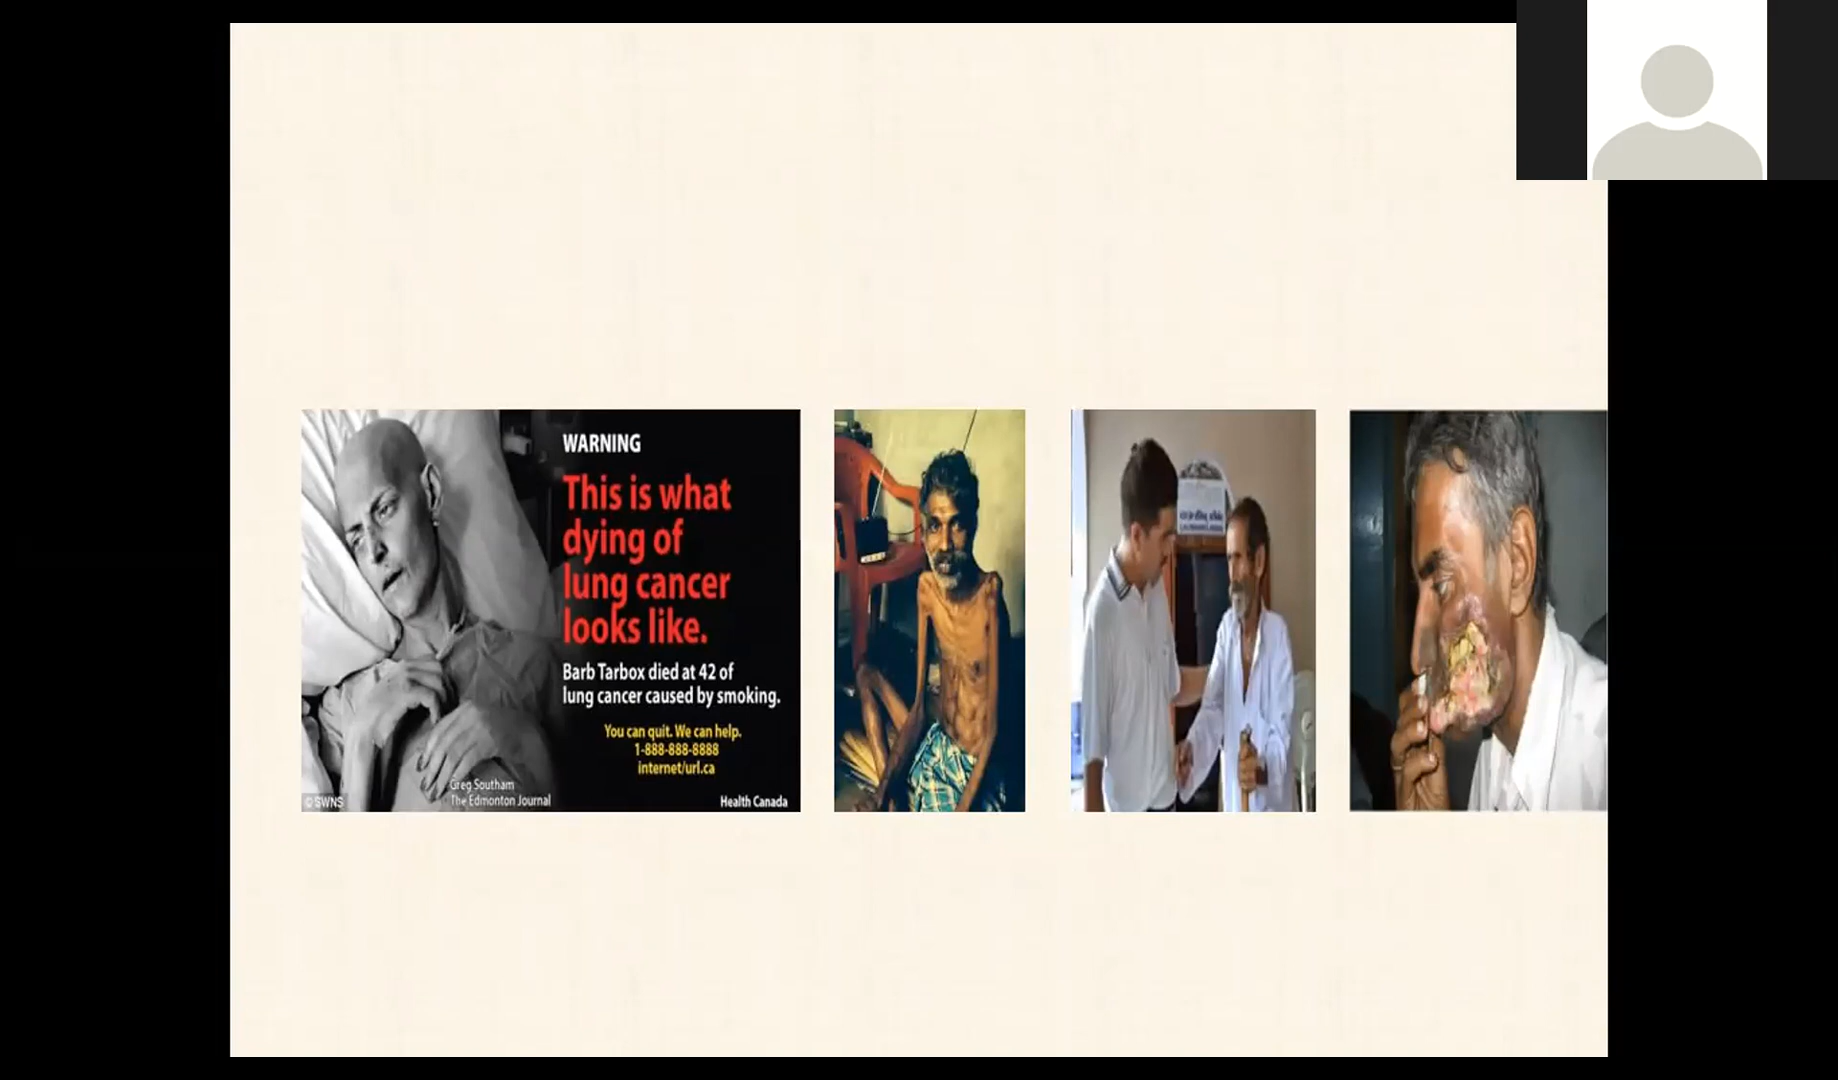 WARNING
This is what
dying of
lung cancer
looks like.
Barb Tarbox died at 42 of
lung cancer caused by smoking.
You can quit. We can help.
1-888-888-8888
internet/url.ca
Greg Southam
The Edmonton Journal
© SWNS
Health Canada